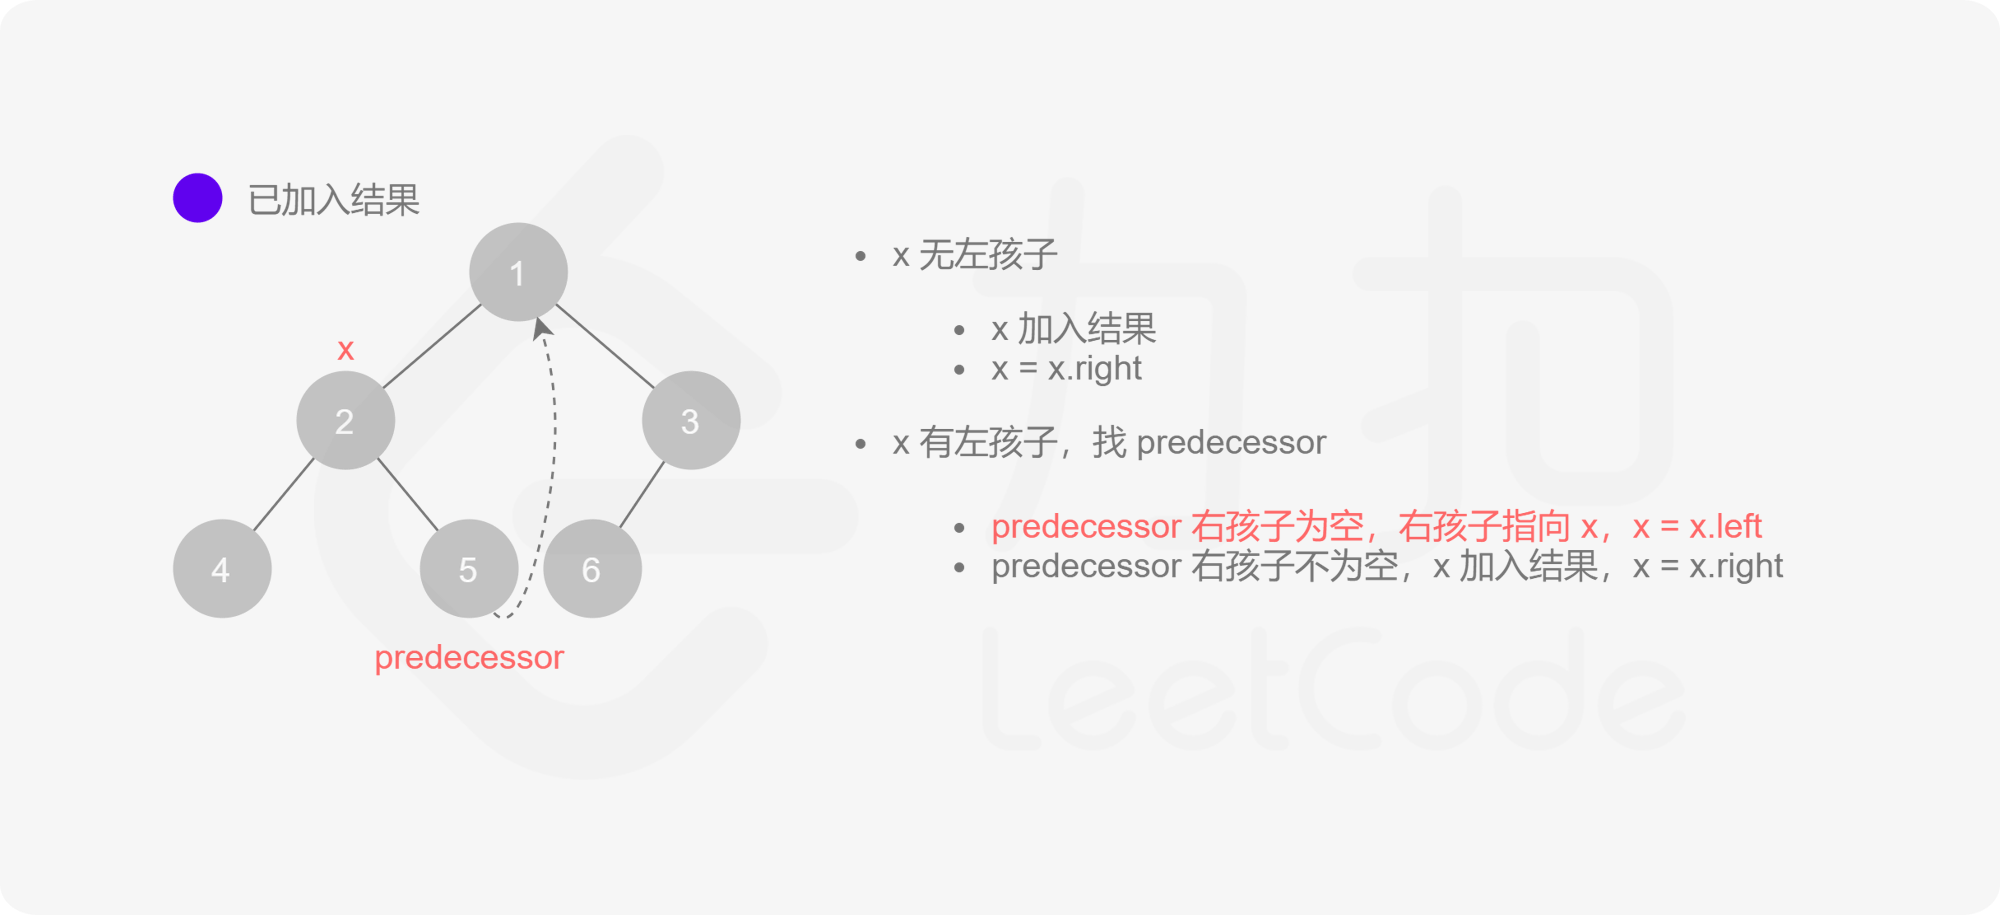 已加入结果
1
x
2
3
4
5
6
predecessor
x 无左孩子
x 加入结果
x = x.right
x 有左孩子，找 predecessor
predecessor 右孩子为空，右孩子指向 x，x = x.left
predecessor 右孩子不为空，x 加入结果，x = x.right
力扣
LeetCode